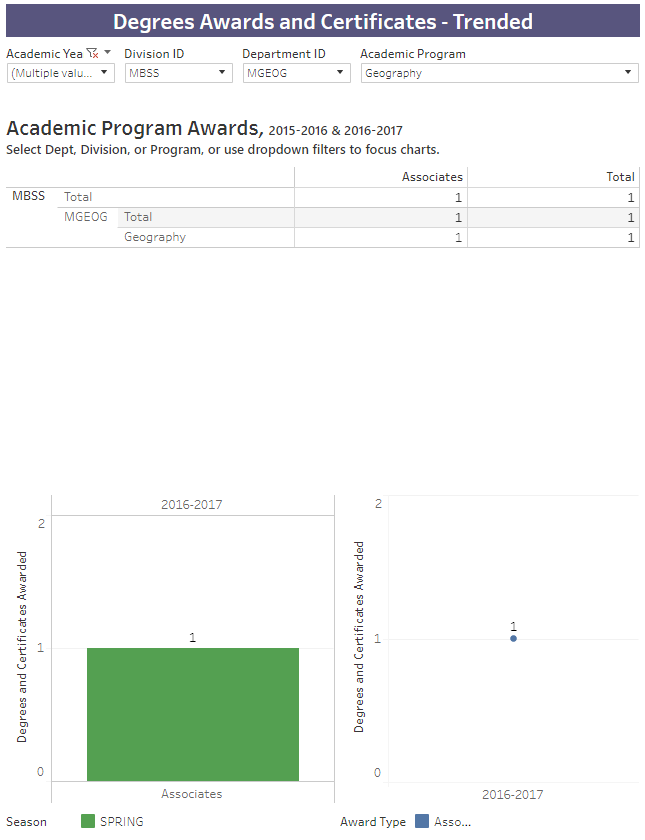 Degrees Awards and Certificates - Trended
Academic Yea Division ID Department ID Academic Program
(Multiple valu... MBSS MGEOG Geography
Academic Program Awards, 2015-2016 & 2016-2017
Select Dept, Division, or Program, or use dropdown filters to focus charts.
Associates Total
MBSS Total 1 1
MGEOG Total 1 1
Geography 1 1
2016-2017
2
1
1
0
Degrees and Certificates Awarded
Associates
2
1
1
0
Degrees and Certificates Awarded
2016-2017
Season SPRING
Award Type Asso...